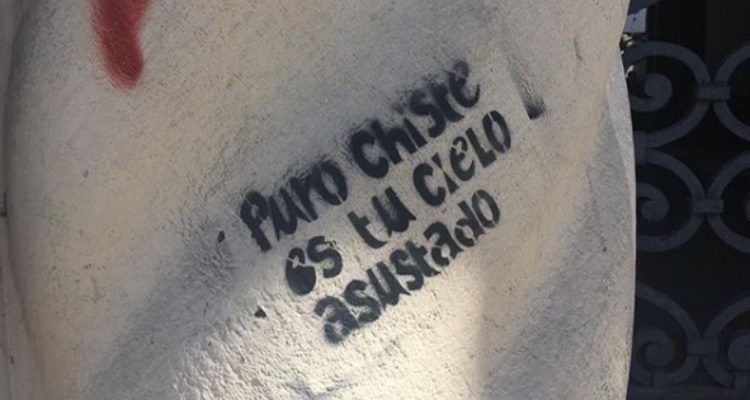 Puro chiste
es tu cielo
asustado